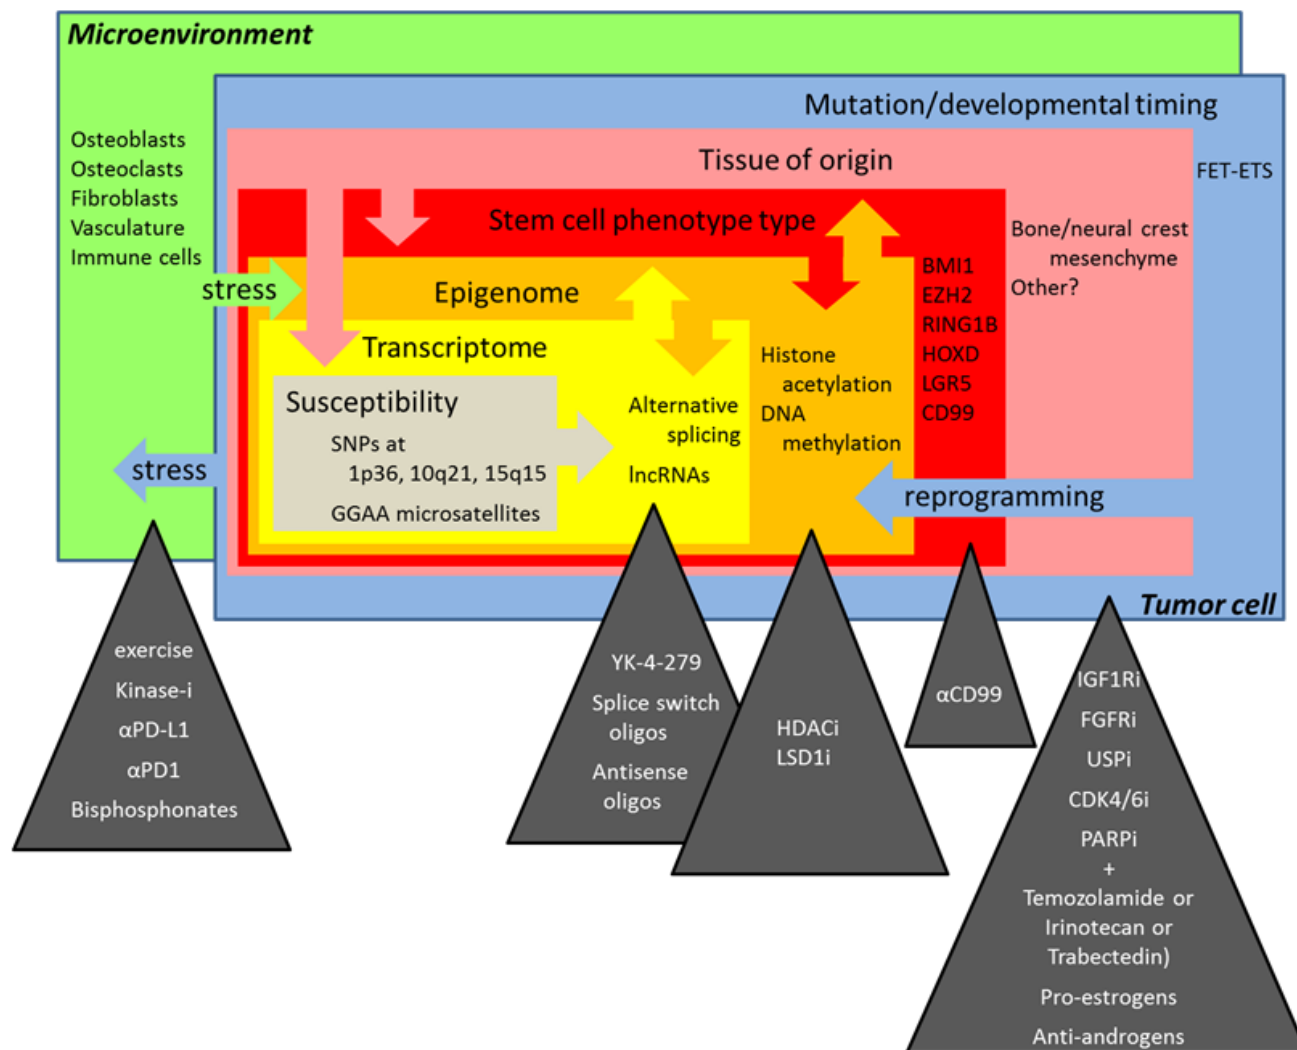 Microenvironment
Mutation/developmental timing
Osteoblasts
Osteoclasts
Fibroblasts
Vasculature
Immune cells
Tissue of origin
FET-ETS
Stem cell phenotype type
Bone/neural crest
mesenchyme
Other?
stress
Epigenome
BMI1
EZH2
RING1B
HOXD
LGR5
CD99
Transcriptome
Histone
acetylation
DNA
methylation
Susceptibility
SNPs at
1p36, 10q21, 15q15
GGAA microsatellites
Alternative
splicing
lncRNAs
stress
reprogramming
Tumor cell
exercise
Kinase-i
αPD-L1
αPD1
Bisphosphonates
YK-4-279
Splice switch
oligos
Antisense
oligos
HDACi
LSD1i
αCD99
IGF1Ri
FGFRi
USPi
CDK4/6i
PARPi
+
Temozolamide or
Irinotecan or
Trabectedin)
Pro-estrogens
Anti-androgens